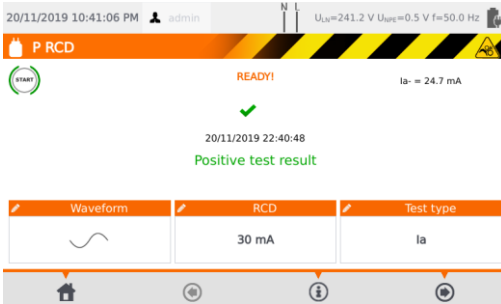 20/11/2019 10:41:06 PM admin N L U_LN=241.2 V U_NPE=0.5 V f=50.0 Hz
P RCD
START READY! Ia- = 24.7 mA
20/11/2019 22:40:48
Positive test result
Waveform RCD Test type
30 mA Ia